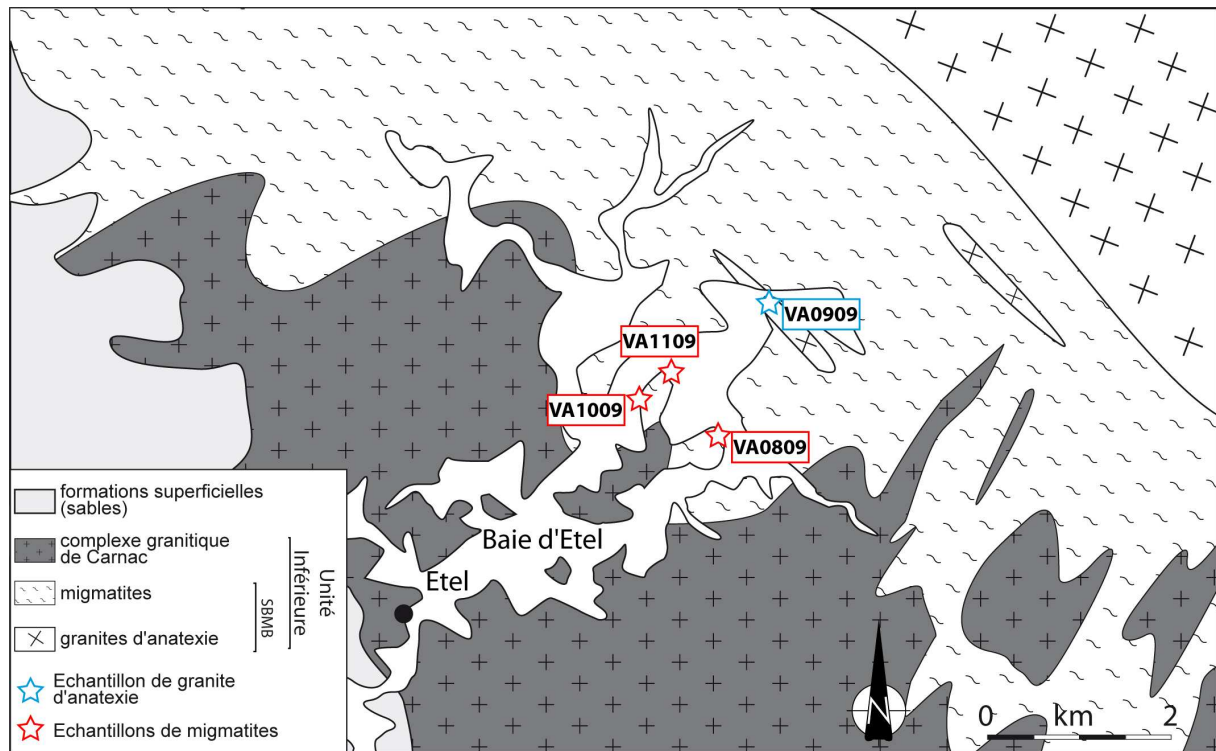 VA0909
VA1109
VA1009
VA0809
Baie d'Etel
Etel
formations superficielles
(sables)
complexe granitique
de Carnac
migmatites
granites d'anatexie
SBMB
Unité
Inférieure
Echantillon de granite
d'anatexie
Echantillons de migmatites
N
0 km 2